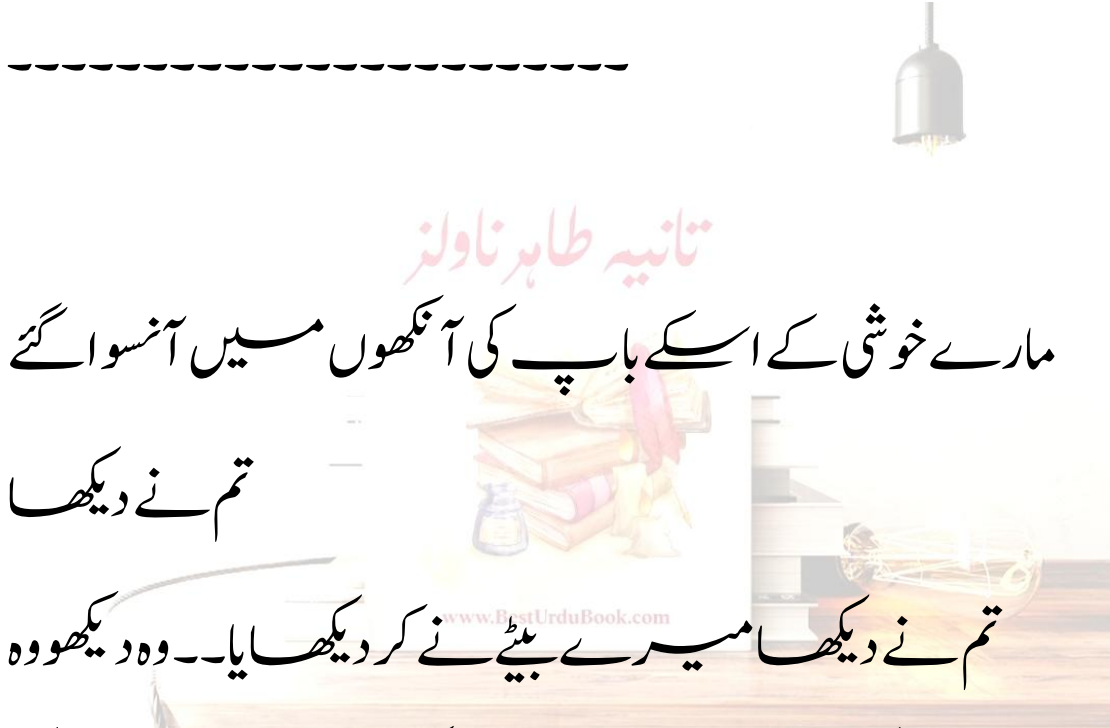 ۔۔۔۔۔۔۔۔۔۔۔۔۔۔۔۔۔۔۔۔۔۔۔
تانیہ طاہر ناولز
مارے خوشی کے اسکے باپ کی آنکھوں میں آنسو اگئے
تم نے دیکھا
www.BestUrduBook.com
تم نے دیکھا میرے بیٹے نے کر دیکھایا۔۔وہ دیکھو وہ